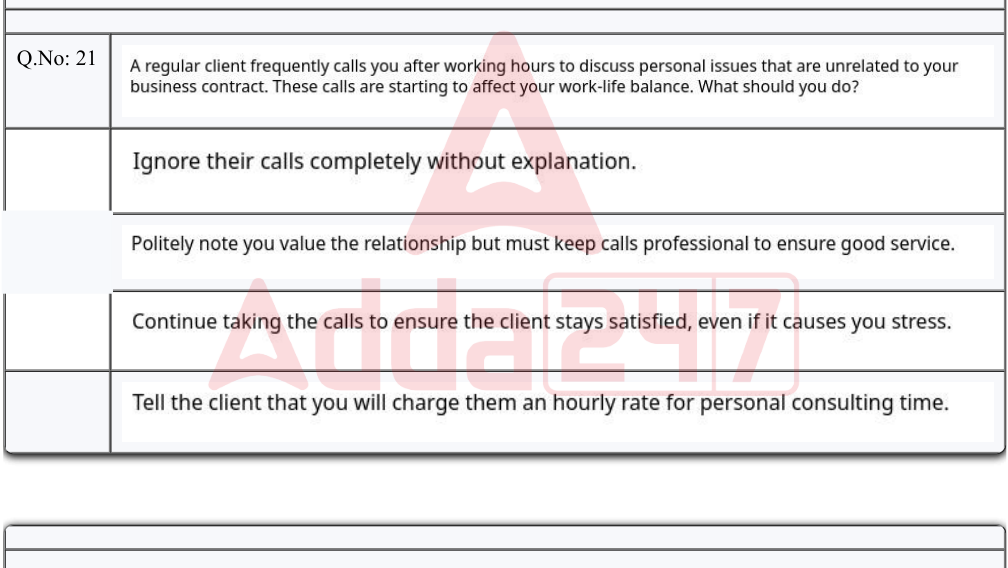 Q.No: 21
A regular client frequently calls you after working hours to discuss personal issues that are unrelated to your
business contract. These calls are starting to affect your work-life balance. What should you do?
Ignore their calls completely without explanation.
Politely note you value the relationship but must keep calls professional to ensure good service.
Continue taking the calls to ensure the client stays satisfied, even if it causes you stress.
Adda247
Tell the client that you will charge them an hourly rate for personal consulting time.